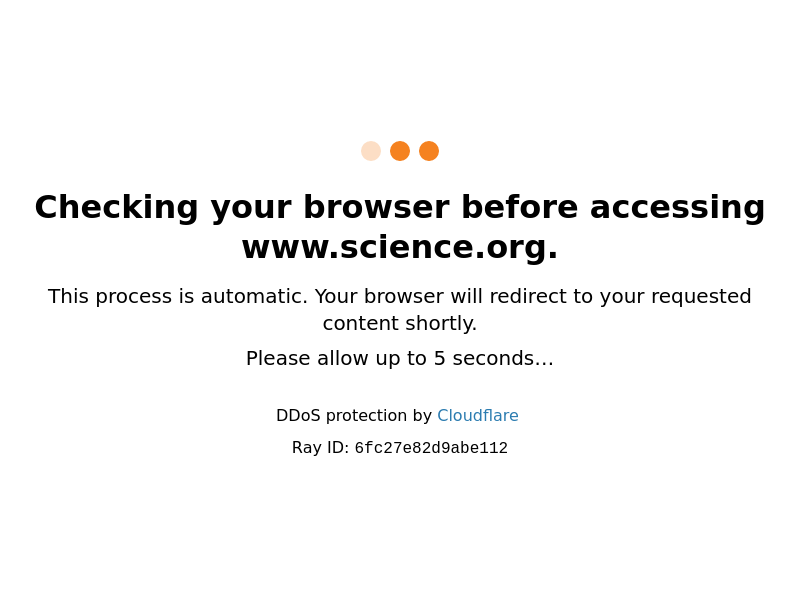 Checking your browser before accessing
www.science.org.
This process is automatic. Your browser will redirect to your requested
content shortly.
Please allow up to 5 seconds…
DDoS protection by Cloudflare
Ray ID: 6fc27e82d9abe112